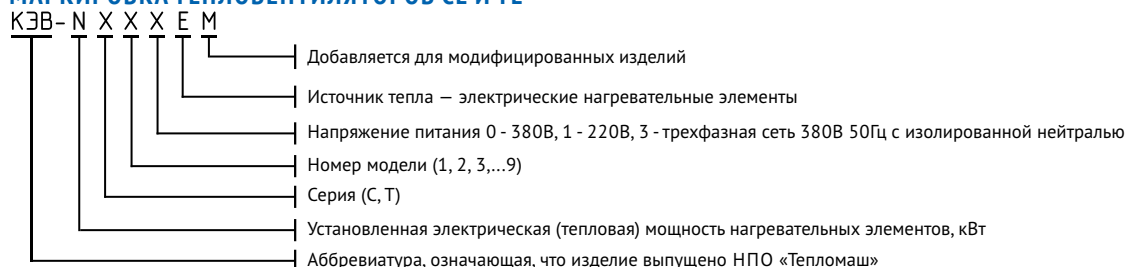 МАРКИРОВКА ТЕПЛОВЕНТИЛЯТОРОВ СЕ И ТЕ
КЭВ-N X X X E M
Добавляется для модифицированных изделий
Источник тепла — электрические нагревательные элементы
Напряжение питания 0 - 380В, 1 - 220В, 3 - трехфазная сеть 380В 50Гц с изолированной нейтралью
Номер модели (1, 2, 3,...9)
Серия (С, Т)
Установленная электрическая (тепловая) мощность нагревательных элементов, кВт
Аббревиатура, означающая, что изделие выпущено НПО «Тепломаш»